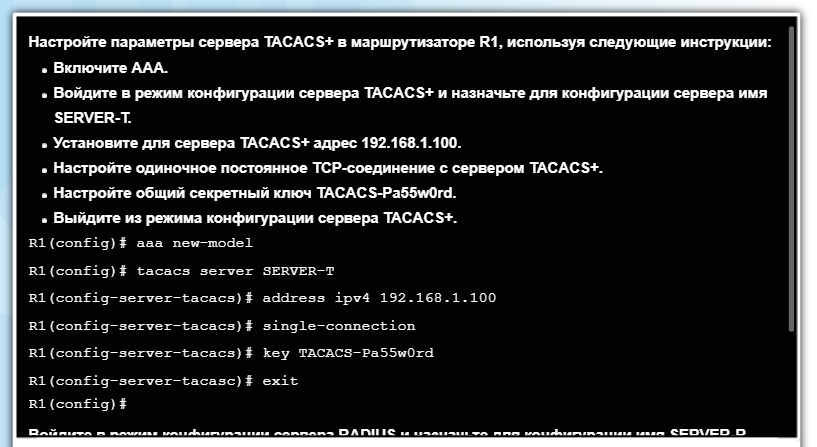 Настройте параметры сервера TACACS+ в маршрутизаторе R1, используя следующие инструкции:
• Включите AAA.
• Войдите в режим конфигурации сервера TACACS+ и назначьте для конфигурации сервера имя
SERVER-T.
• Установите для сервера TACACS+ адрес 192.168.1.100.
• Настройте одиночное постоянное TCP-соединение с сервером TACACS+.
• Настройте общий секретный ключ TACACS-Pa55w0rd.
• Выйдите из режима конфигурации сервера TACACS+.
R1(config)# aaa new-model
R1(config)# tacacs server SERVER-T
R1(config-server-tacacs)# address ipv4 192.168.1.100
R1(config-server-tacacs)# single-connection
R1(config-server-tacacs)# key TACACS-Pa55w0rd
R1(config-server-tacasc)# exit
R1(config)#
Войдите в режим конфигурации сервера RADIUS и назначьте для конфигурации имя SERVER-R